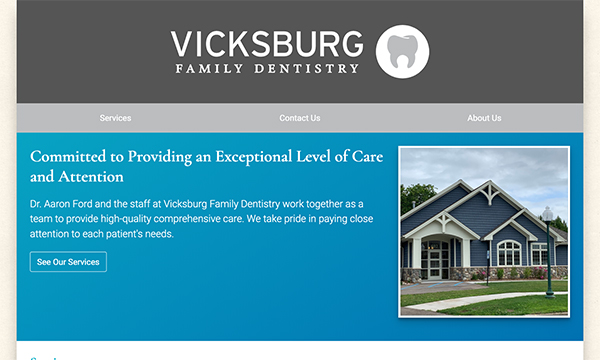 VICKSBURG
FAMILY DENTISTRY
Services
Contact Us
About Us
Committed to Providing an Exceptional Level of Care
and Attention
Dr. Aaron Ford and the staff at Vicksburg Family Dentistry work together as a
team to provide high-quality comprehensive care. We take pride in paying close
attention to each patient's needs.
See Our Services